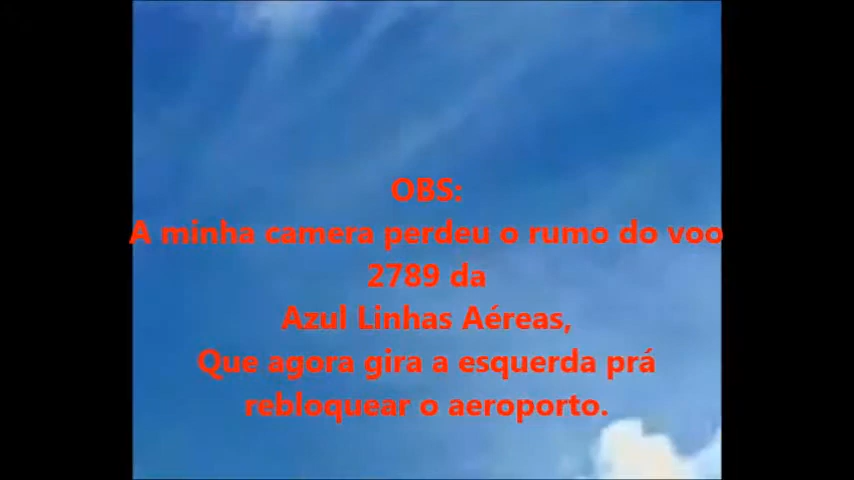 OBS:
A minha camera perdeu o rumo do voo
2789 da
Azul Linhas Aéreas,
Que agora gira a esquerda prá
rebloquear o aeroporto.